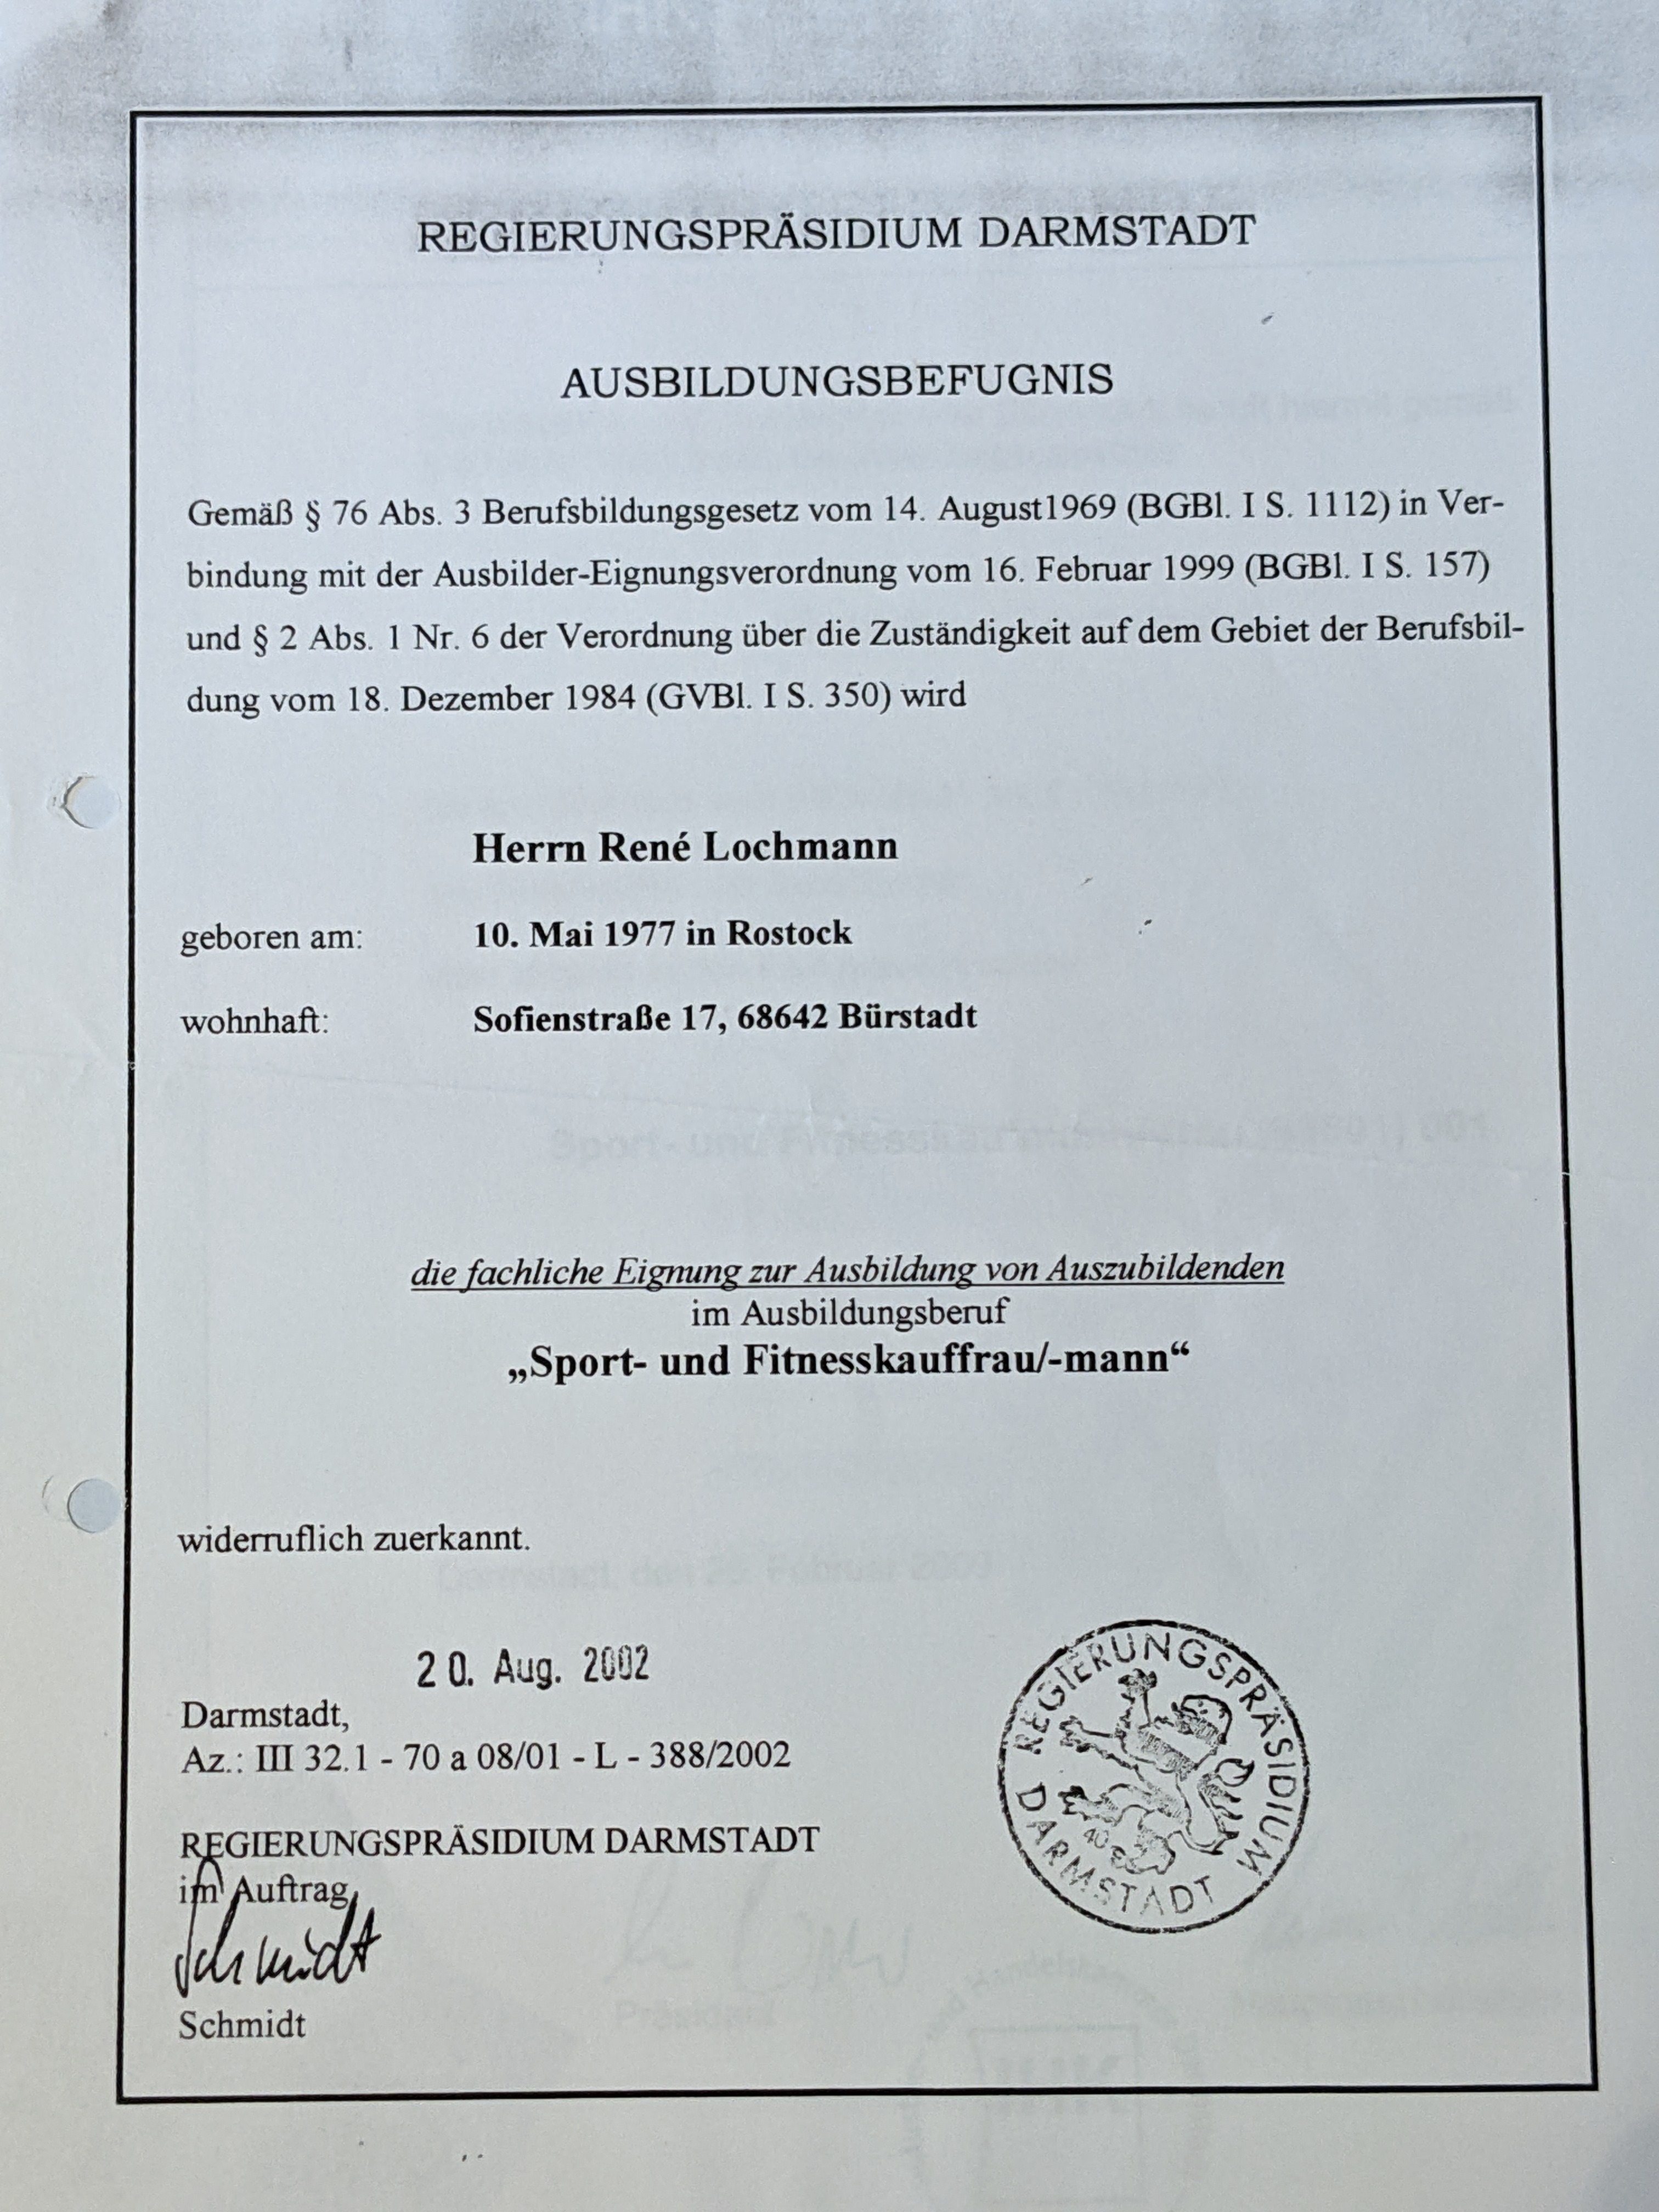 REGIERUNGSPRÄSIDIUM DARMSTADT
AUSBILDUNGSBEFUGNIS
Gemäß § 76 Abs. 3 Berufsbildungsgesetz vom 14. August1969 (BGBl. I S. 1112) in Ver-
bindung mit der Ausbilder-Eignungsverordnung vom 16. Februar 1999 (BGBl. I S. 157)
und § 2 Abs. 1 Nr. 6 der Verordnung über die Zuständigkeit auf dem Gebiet der Berufsbil-
dung vom 18. Dezember 1984 (GVBl. I S. 350) wird
Herrn René Lochmann
geboren am: 10. Mai 1977 in Rostock
wohnhaft: Sofienstraße 17, 68642 Bürstadt
die fachliche Eignung zur Ausbildung von Auszubildenden
im Ausbildungsberuf
„Sport- und Fitnesskauffrau/-mann“
widerruflich zuerkannt.
20. Aug. 2002
Darmstadt,
Az.: III 32.1 - 70 a 08/01 - L - 388/2002
REGIERUNGSPRÄSIDIUM DARMSTADT
im Auftrag
Schmidt
Schmidt
REGIERUNGSPRÄSIDIUM
DARMSTADT
40